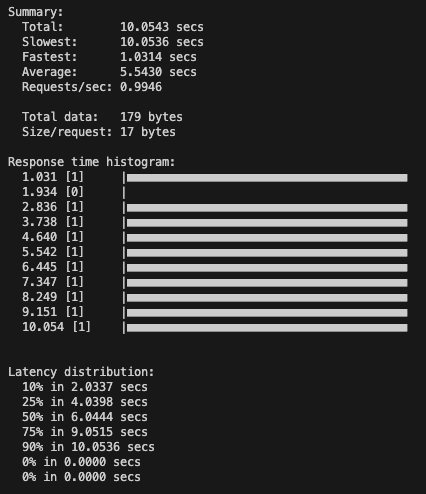 Summary:
  Total:        10.0543 secs
  Slowest:      10.0536 secs
  Fastest:      1.0314 secs
  Average:      5.5430 secs
  Requests/sec: 0.9946

  Total data:   179 bytes
  Size/request: 17 bytes

Response time histogram:
  1.031 [1]     |
  1.934 [0]     |
  2.836 [1]     |
  3.738 [1]     |
  4.640 [1]     |
  5.542 [1]     |
  6.445 [1]     |
  7.347 [1]     |
  8.249 [1]     |
  9.151 [1]     |
  10.054 [1]    |

Latency distribution:
  10% in 2.0337 secs
  25% in 4.0398 secs
  50% in 6.0444 secs
  75% in 9.0515 secs
  90% in 10.0536 secs
  0% in 0.0000 secs
  0% in 0.0000 secs